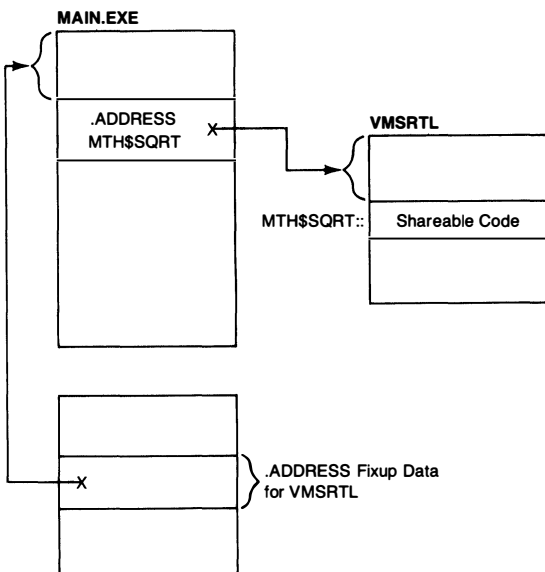 MAIN.EXE
.ADDRESS
MTH$SQRT
X
VMSRTL
MTH$SQRT::
Shareable Code
X
.ADDRESS Fixup Data
for VMSRTL